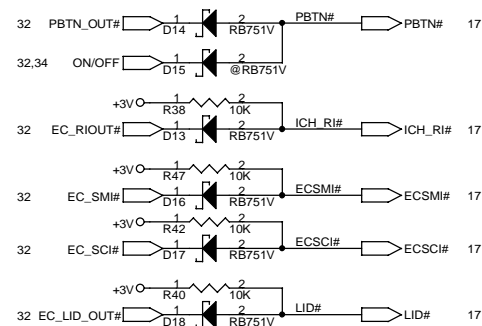 32 PBTN_OUT# 1 D14 2 RB751V PBTN# PBTN# 17
32,34 ON/OFF 1 D15 2 @RB751V
+3V 1 R38 2 10K
32 EC_RIOUT# 1 D13 2 RB751V ICH_RI# ICH_RI# 17
+3V 1 R47 2 10K
32 EC_SMI# 1 D16 2 RB751V ECSMI# ECSMI# 17
+3V 1 R42 2 10K
32 EC_SCI# 1 D17 2 RB751V ECSCI# ECSCI# 17
+3V 1 R40 2 10K
32 EC_LID_OUT# 1 D18 2 RB751V LID# LID# 17